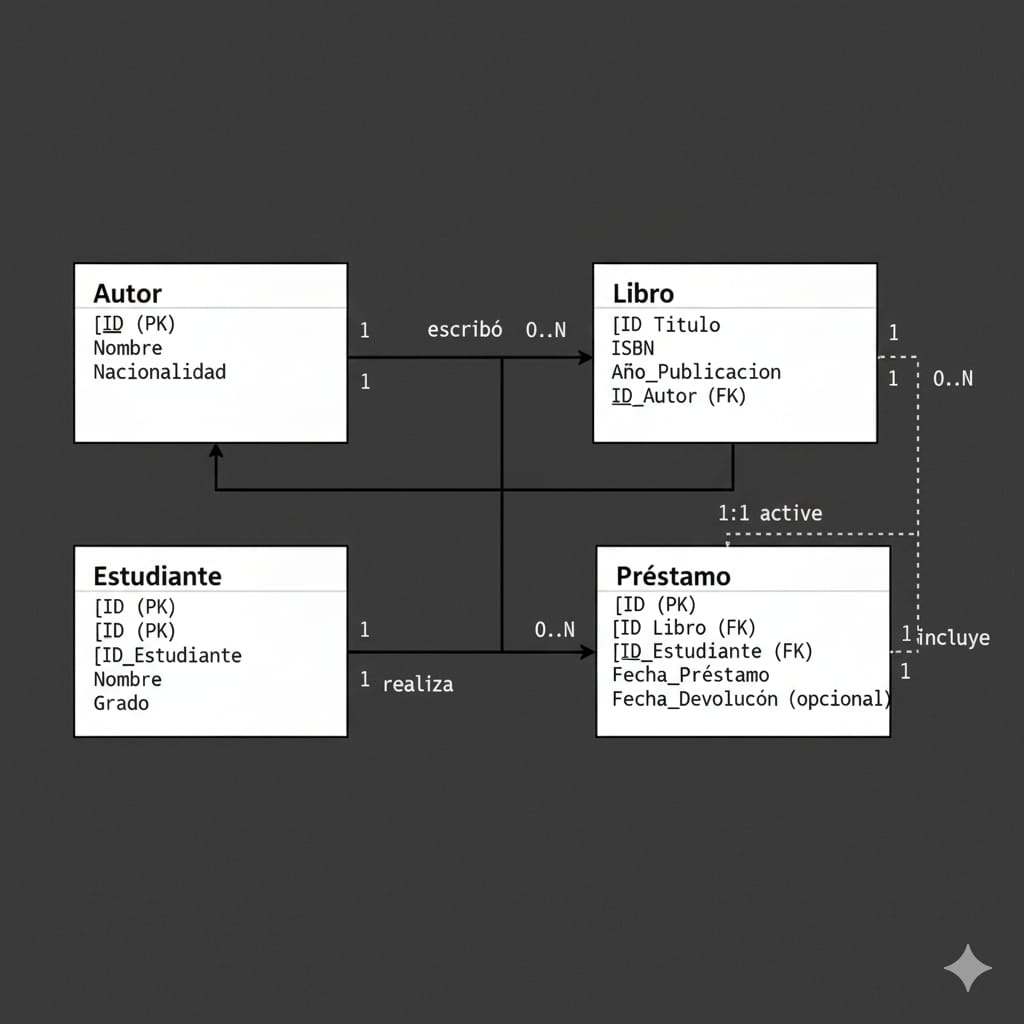 Autor
[ID (PK)
Nombre
Nacionalidad
1
escribó
0..N
1
Libro
[ID Titulo
ISBN
Año_Publicacion
ID_Autor (FK)
1
1
0..N
1:1 active
Estudiante
[ID (PK)
[ID (PK)
[ID_Estudiante
Nombre
Grado
1
0..N
1
realiza
Préstamo
[ID (PK)
[ID Libro (FK)
[ID_Estudiante (FK)
Fecha_Préstamo
Fecha_Devolucón (opcional)
1
incluye
1